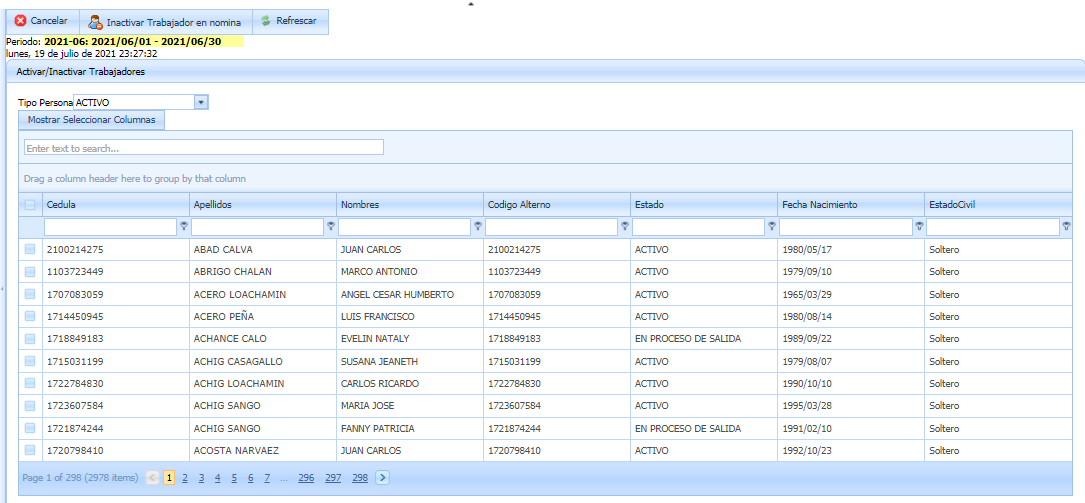 Cancelar Inactivar Trabajador en nomina Refrescar
Periodo: 2021-06: 2021/06/01 - 2021/06/30
lunes, 19 de julio de 2021 23:27:32
Activar/Inactivar Trabajadores
Tipo Persona ACTIVO
Mostrar Seleccionar Columnas
Enter text to search...
Drag a column header here to group by that column
Cedula Apellidos Nombres Codigo Alterno Estado Fecha Nacimiento EstadoCivil
2100214275 ABAD CALVA JUAN CARLOS 2100214275 ACTIVO 1980/05/17 Soltero
1103723449 ABRIGO CHALAN MARCO ANTONIO 1103723449 ACTIVO 1979/09/10 Soltero
1707083059 ACERO LOACHAMIN ANGEL CESAR HUMBERTO 1707083059 ACTIVO 1965/03/29 Soltero
1714450945 ACERO PEÑA LUIS FRANCISCO 1714450945 ACTIVO 1980/08/14 Soltero
1718849183 ACHANCE CALO EVELIN NATALY 1718849183 EN PROCESO DE SALIDA 1989/09/22 Soltero
1715031199 ACHIG CASAGALLO SUSANA JEANETH 1715031199 ACTIVO 1979/08/07 Soltero
1722784830 ACHIG LOACHAMIN CARLOS RICARDO 1722784830 ACTIVO 1990/10/10 Soltero
1723607584 ACHIG SANGO MARIA JOSE 1723607584 ACTIVO 1995/03/28 Soltero
1721874244 ACHIG SANGO FANNY PATRICIA 1721874244 EN PROCESO DE SALIDA 1991/02/10 Soltero
1720798410 ACOSTA NARVAEZ JUAN CARLOS 1720798410 ACTIVO 1992/10/23 Soltero
Page 1 of 298 (2978 items) 1 2 3 4 5 6 7 ... 296 297 298